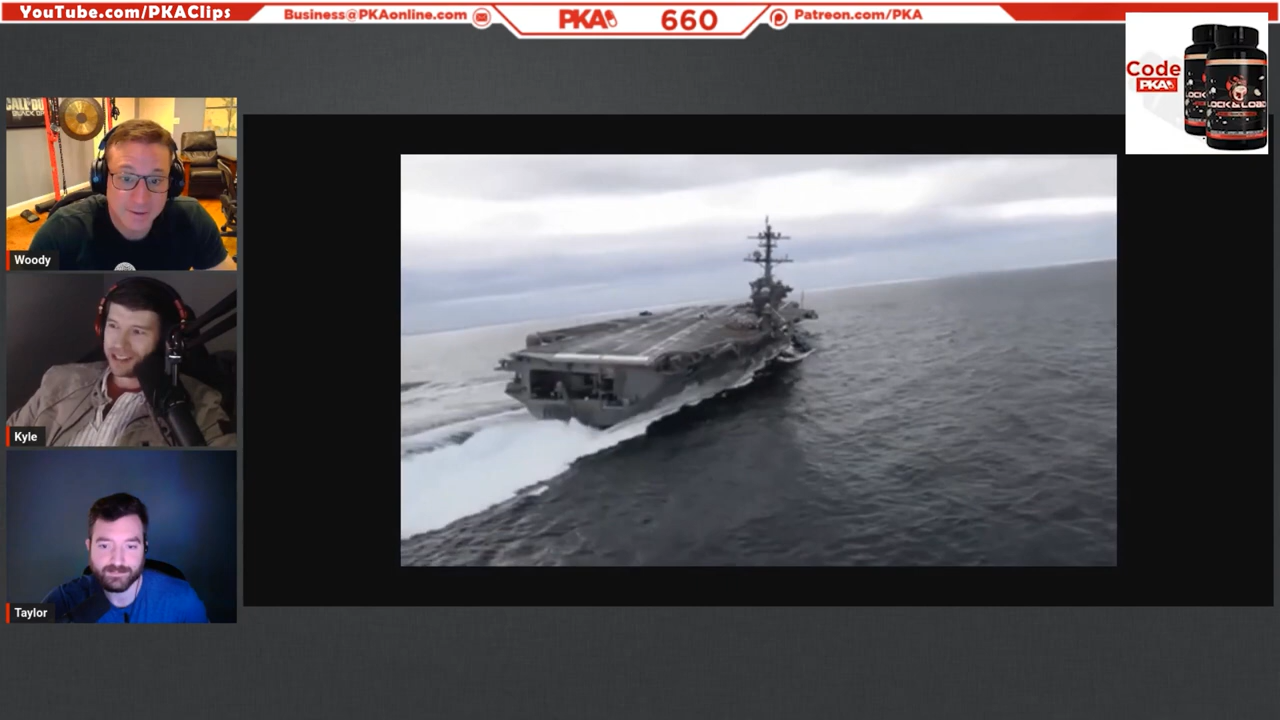 YouTube.com/PKAClips
Business@PKAonline.com
PKA
660
Patreon.com/PKA
Code
PKA
LOCK & LOAD
Woody
Kyle
Taylor